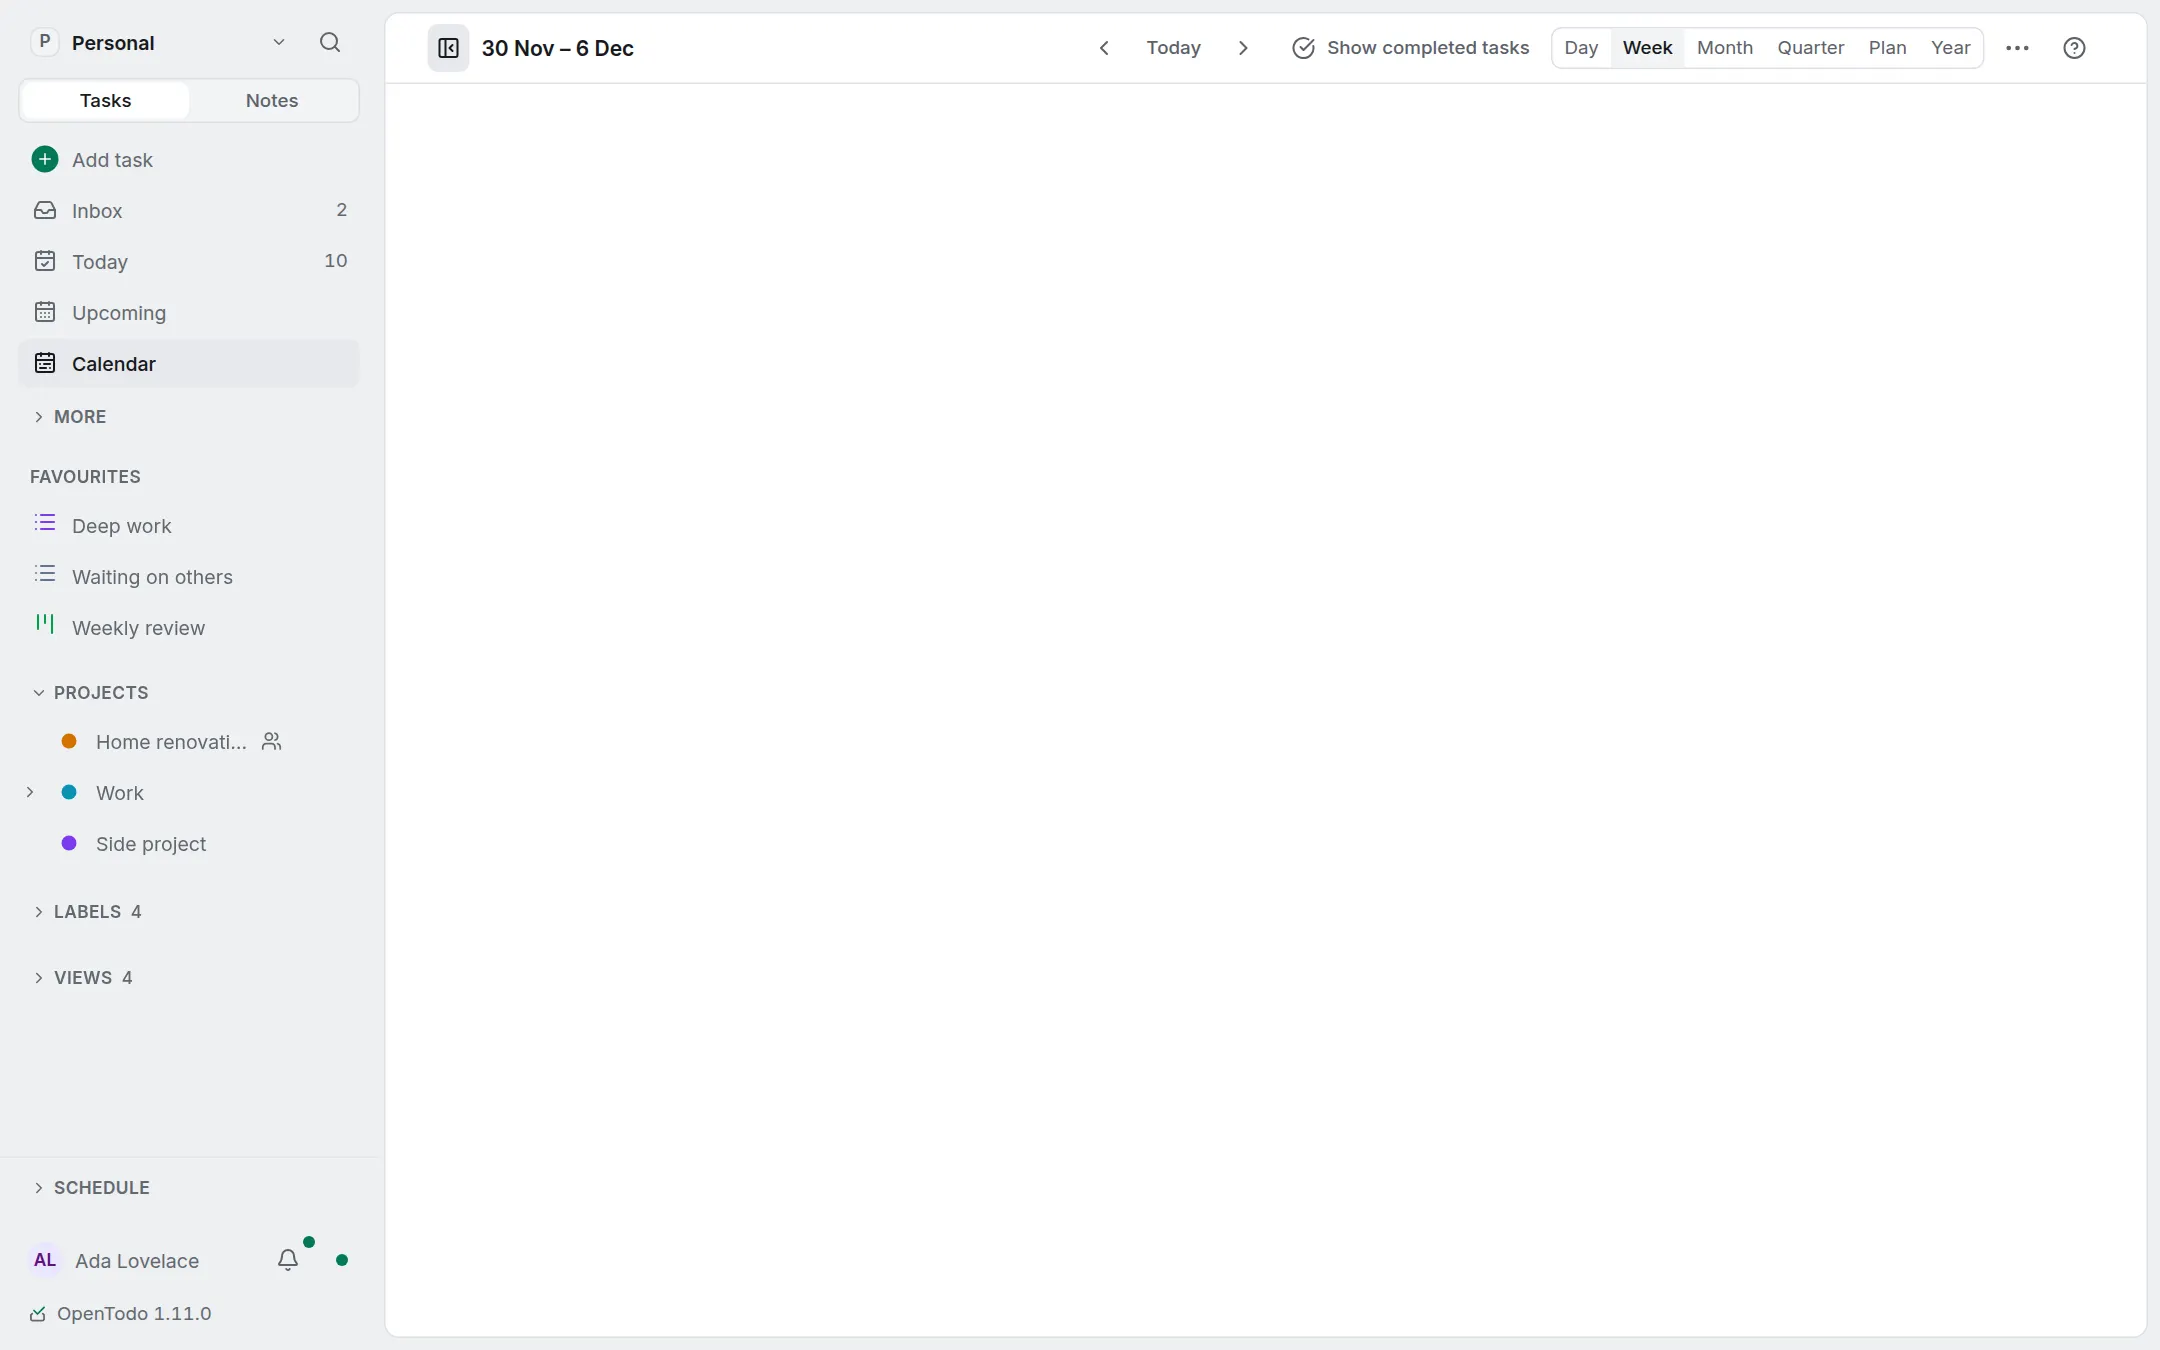 P Personal
Tasks Notes
Add task
Inbox 2
Today 10
Upcoming
Calendar
MORE
FAVOURITES
Deep work
Waiting on others
Weekly review
PROJECTS
Home renovati...
Work
Side project
LABELS 4
VIEWS 4
SCHEDULE
AL Ada Lovelace
OpenTodo 1.11.0
30 Nov – 6 Dec
Today
Show completed tasks
Day Week Month Quarter Plan Year